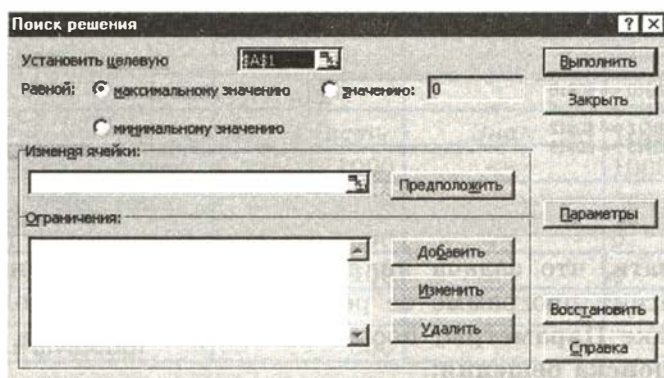 Поиск решения
Установить целевую $A$1
Равной: максимальному значению значению: 0
минимальному значению
Изменяя ячейки:
Предположить
Ограничения:
Добавить
Изменить
Удалить
Выполнить
Закрыть
Параметры
Восстановить
Справка